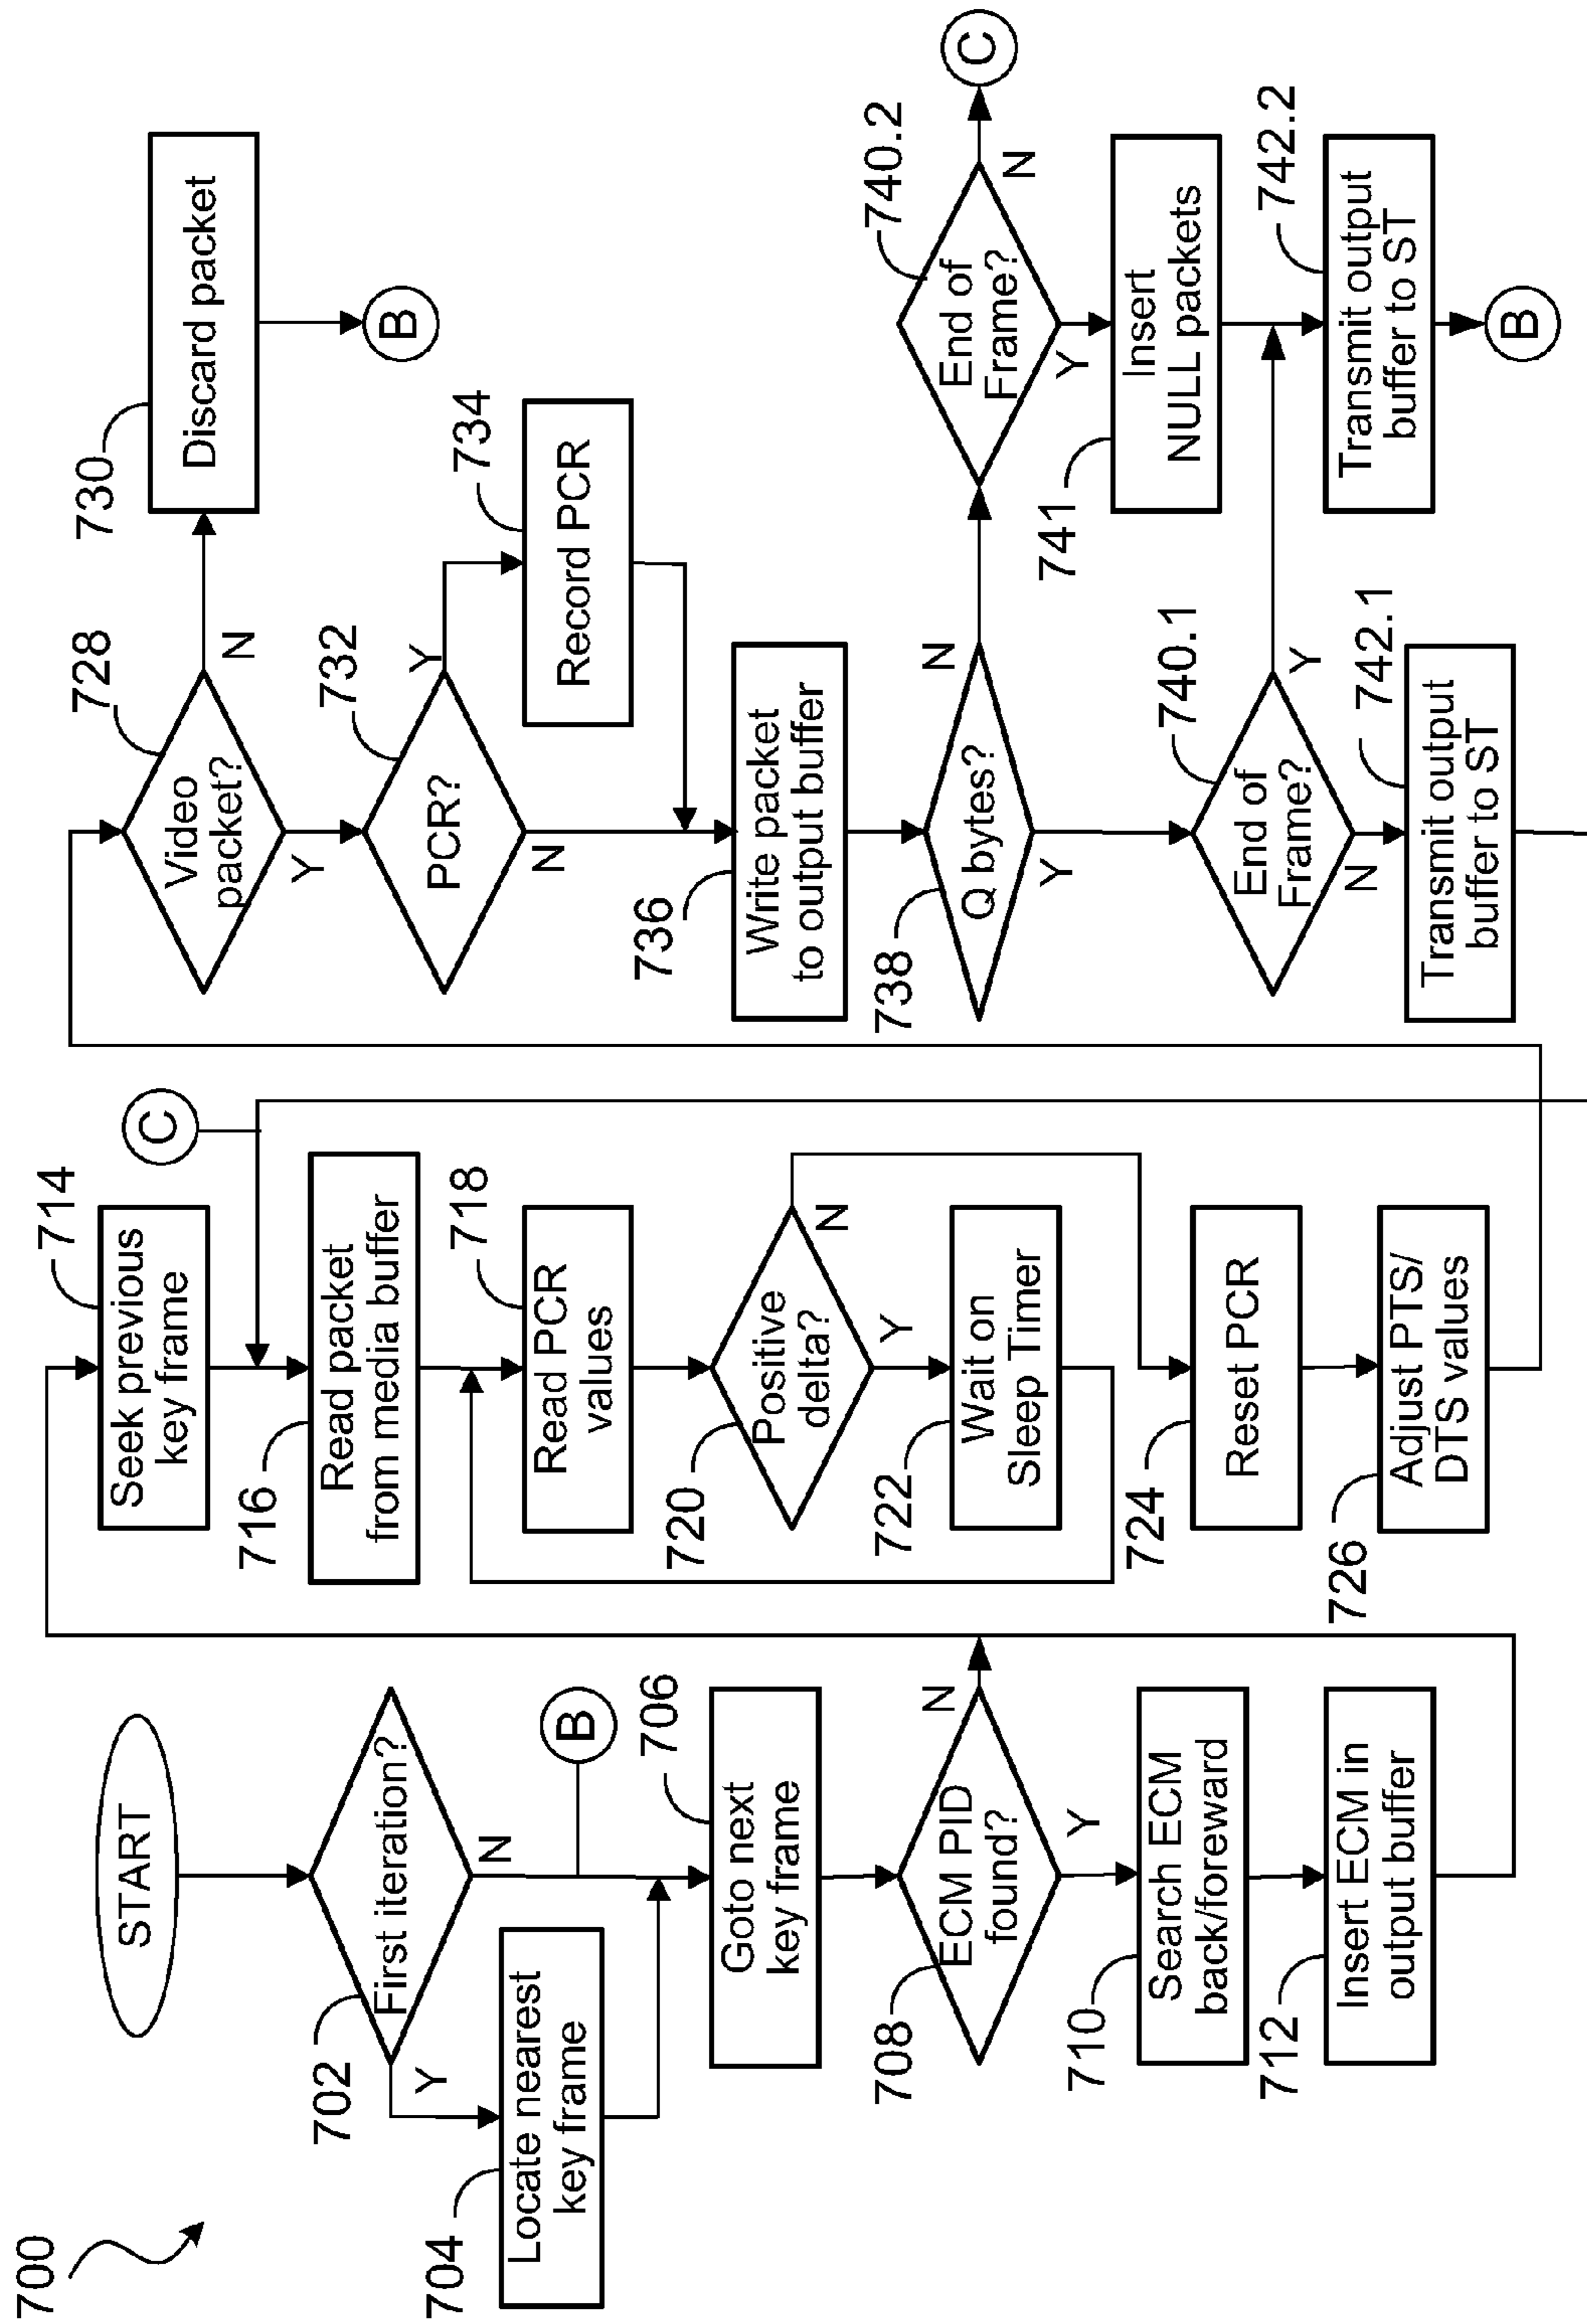 700
START
702
First iteration?
Y
N
704
Locate nearest
key frame
B
706
Goto next
key frame
708
ECM PID
found?
N
Y
710
Search ECM
back/foreward
712
Insert ECM in
output buffer
714
Seek previous
key frame
C
716
Read packet
from media buffer
718
Read PCR
values
720
Positive
delta?
N
Y
722
Wait on
Sleep Timer
724
Reset PCR
726
Adjust PTS/
DTS values
728
Video
packet?
N
Y
730
Discard packet
B
732
PCR?
Y
N
734
Record PCR
736
Write packet
to output buffer
738
Q bytes?
N
Y
740.2
End of
Frame?
N
C
Y
741
Insert
NULL packets
740.1
End of
Frame?
Y
N
742.1
Transmit output
buffer to ST
742.2
Transmit output
buffer to ST
B